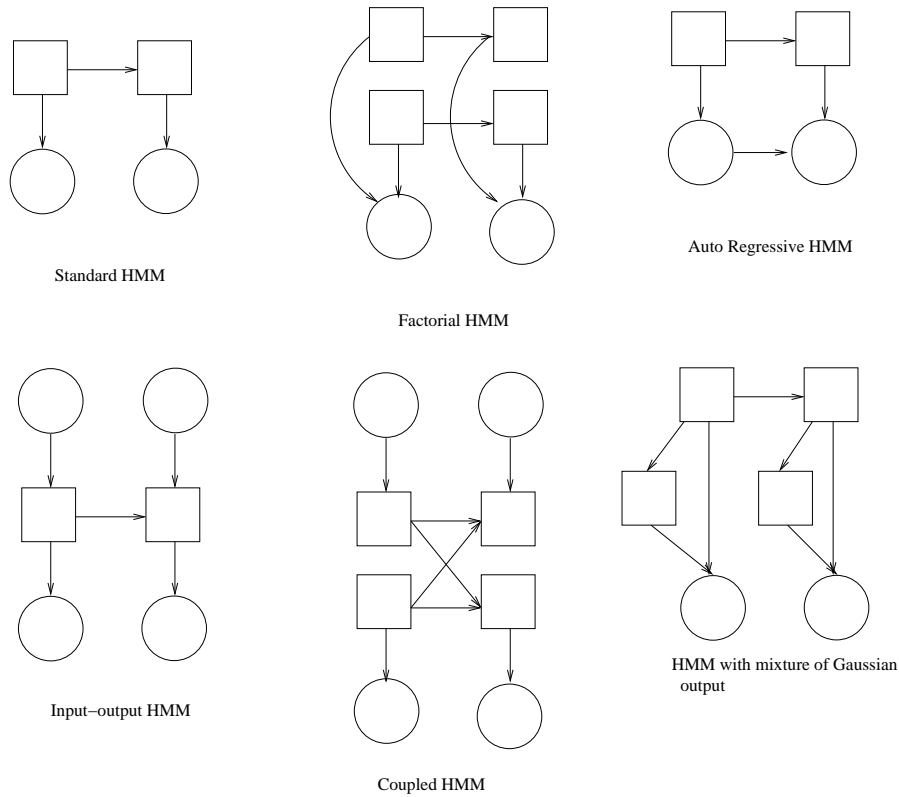 Standard HMM
Factorial HMM
Auto Regressive HMM
Input−output HMM
Coupled HMM
HMM with mixture of Gaussian
output